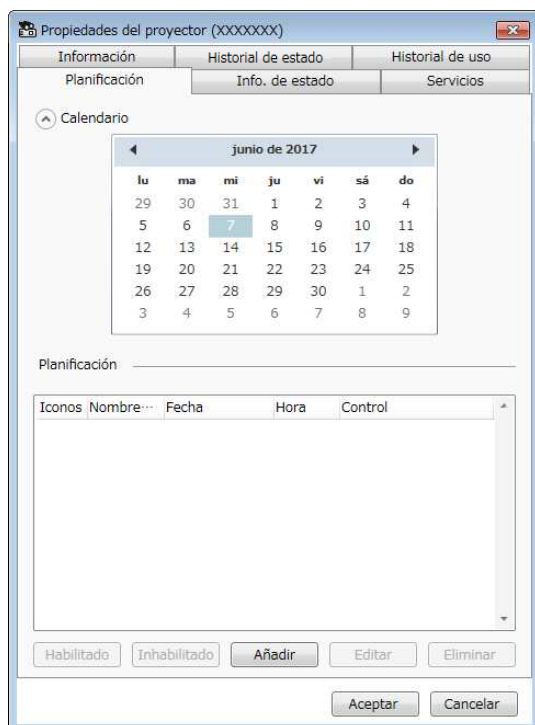 Propiedades del proyector (XXXXXXX)
Información Historial de estado Historial de uso
Planificación Info. de estado Servicios
Calendario
junio de 2017
lu ma mi ju vi sá do
29 30 31 1 2 3 4
5 6 7 8 9 10 11
12 13 14 15 16 17 18
19 20 21 22 23 24 25
26 27 28 29 30 1 2
3 4 5 6 7 8 9
Planificación
Iconos Nombre··· Fecha Hora Control
Habilitado Inhabilitado Añadir Editar Eliminar
Aceptar Cancelar